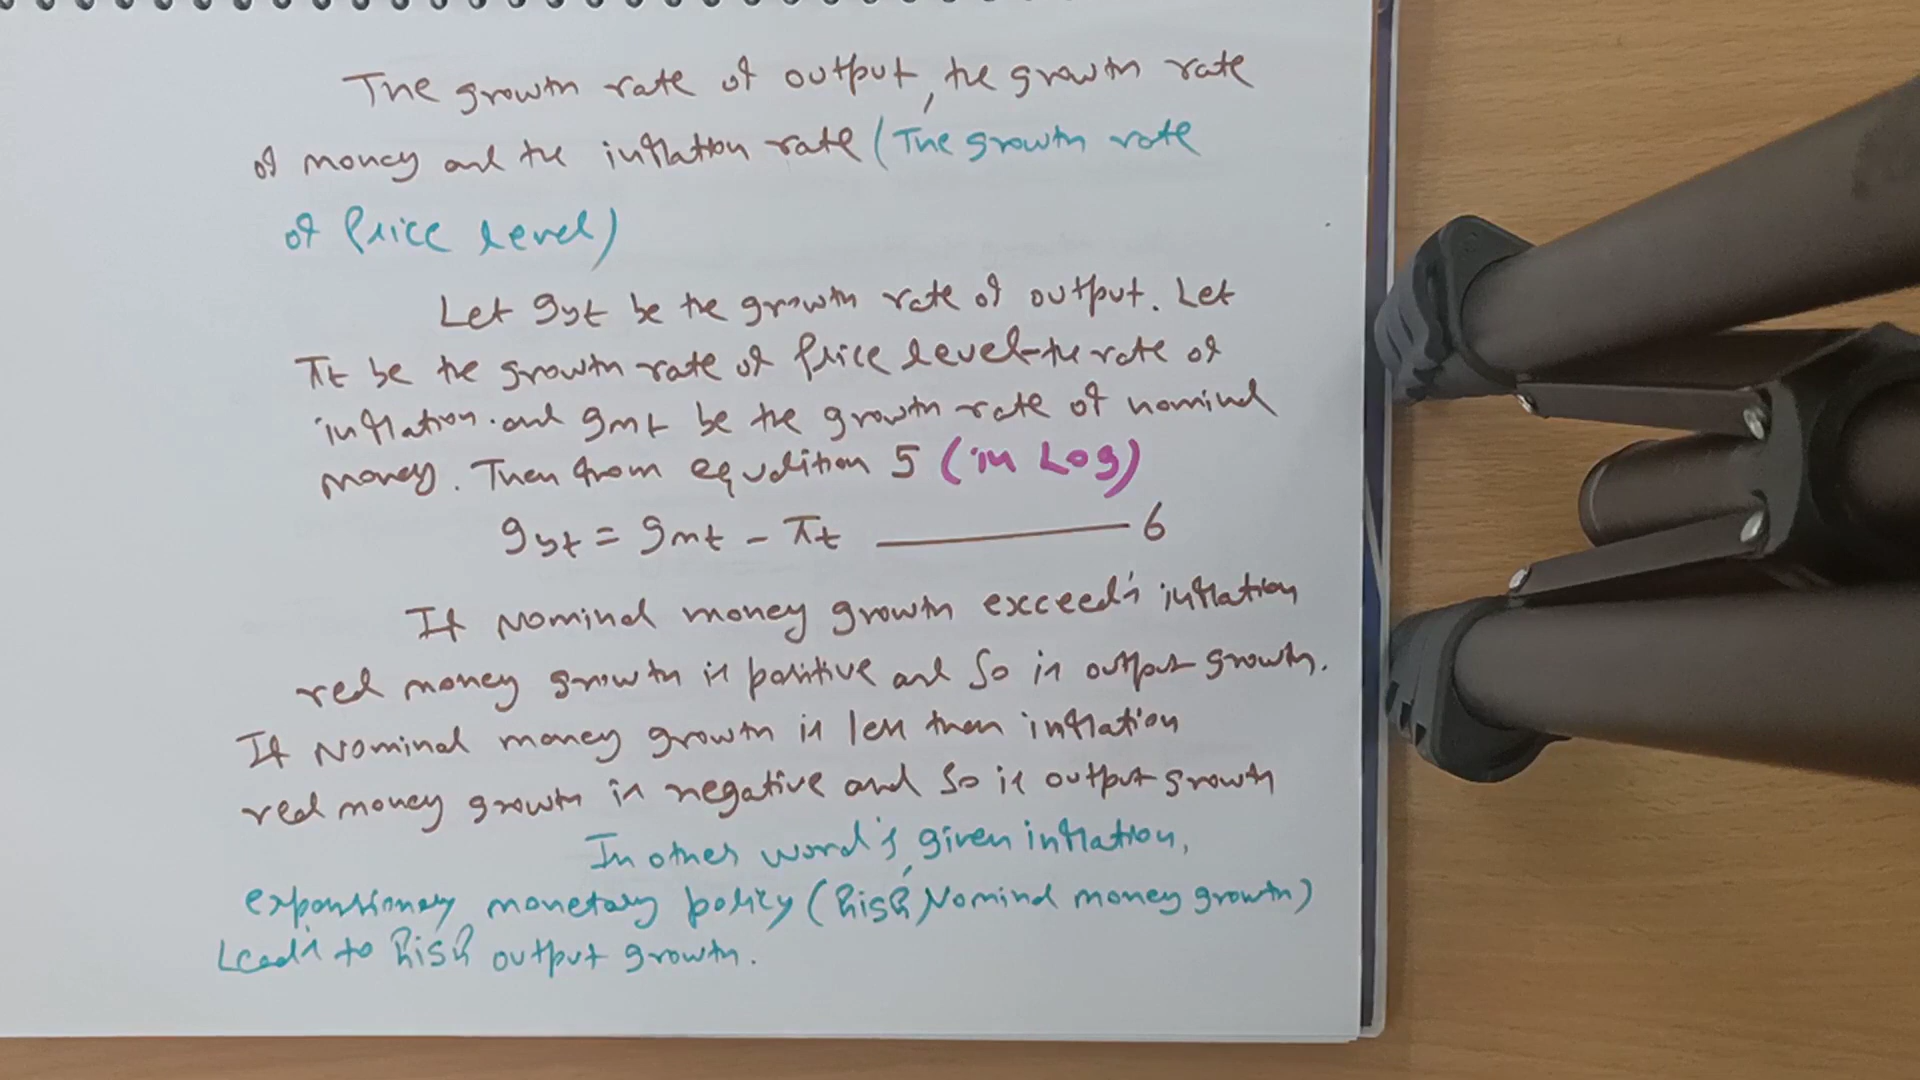 The growth rate of output, the growth rate
of money and the inflation rate (The growth rate
of Price level)
Let gyt be the growth rate of output. Let
πt be the growth rate of Price level-the rate of
inflation. and gmt be the growth rate of nominal
money. Then from equation 5 (in Log)
gyt = gmt - πt ——— 6
If Nominal money growth exceed's inflation
real money growth is positive and So is output growth.
If Nominal money growth is less than inflation
real money growth is negative and So is output growth
In other word's, given inflation,
expansionary monetary policy (high Nominal money growth)
Lead's to high output growth.